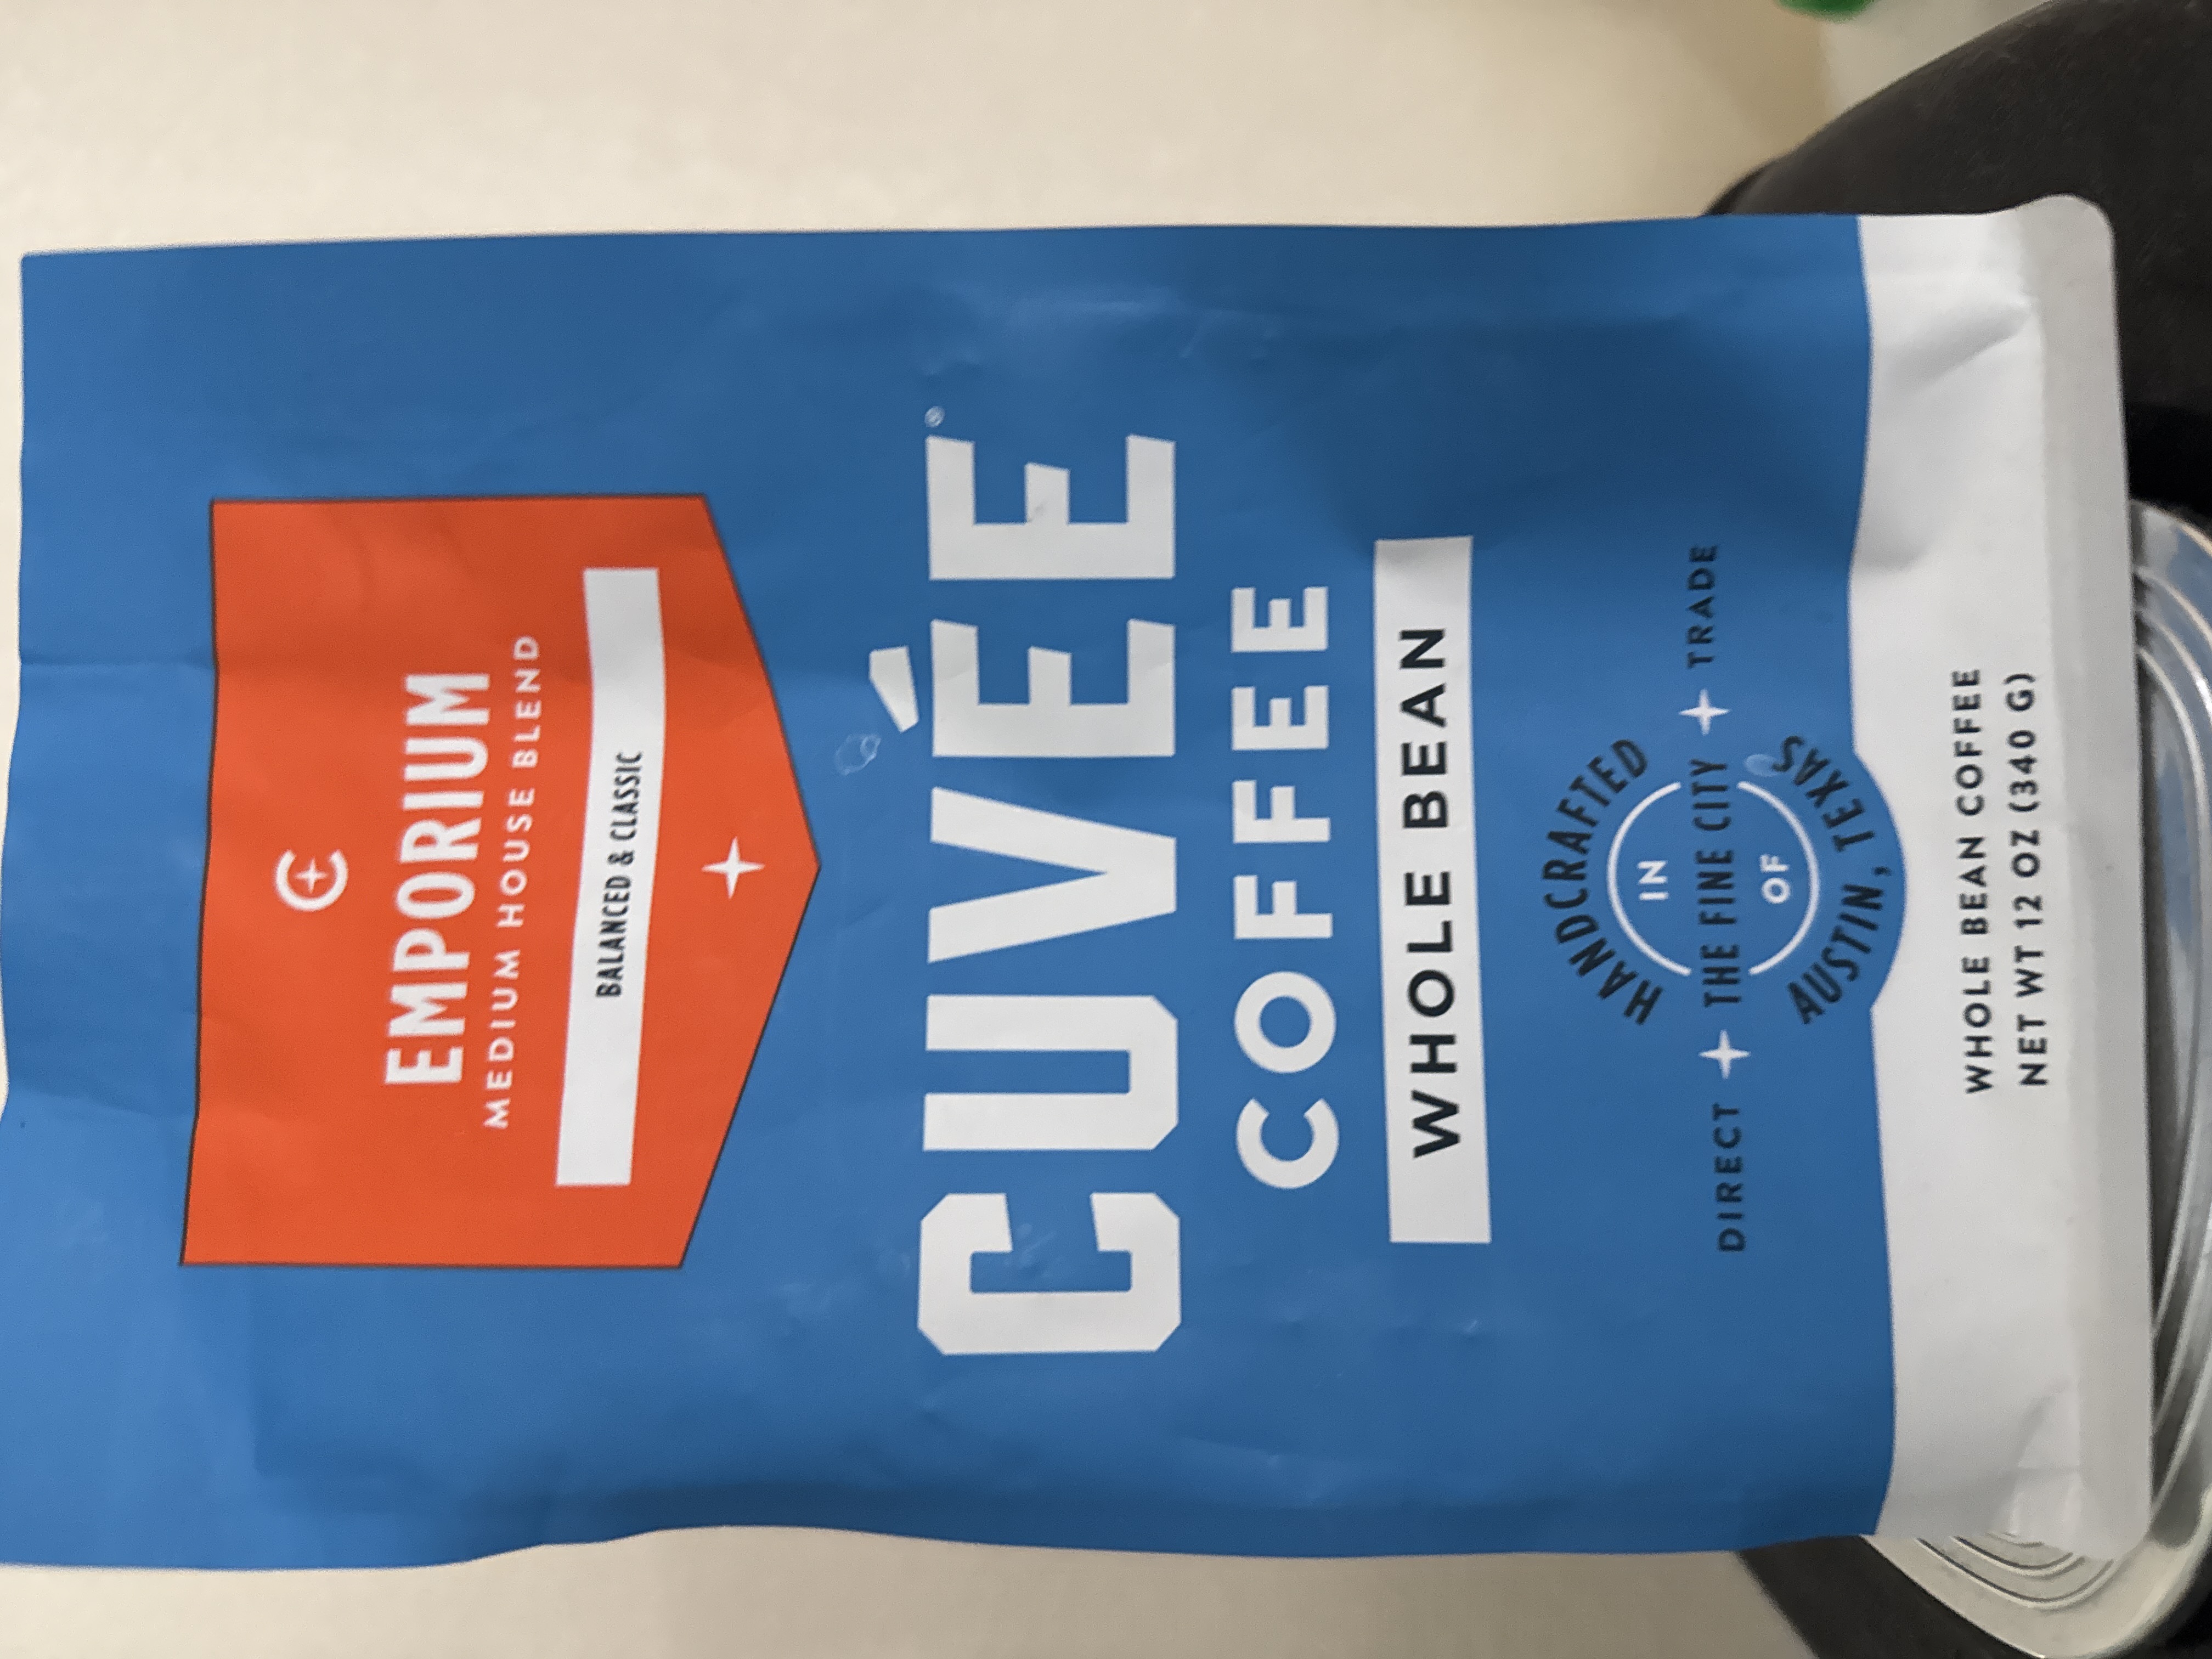 EMPORIUM
MEDIUM HOUSE BLEND
BALANCED & CLASSIC
CUVÉE®
COFFEE
WHOLE BEAN
HANDCRAFTED
IN
DIRECT THE FINE CITY TRADE
OF
AUSTIN, TEXAS
WHOLE BEAN COFFEE
NET WT 12 OZ (340 G)